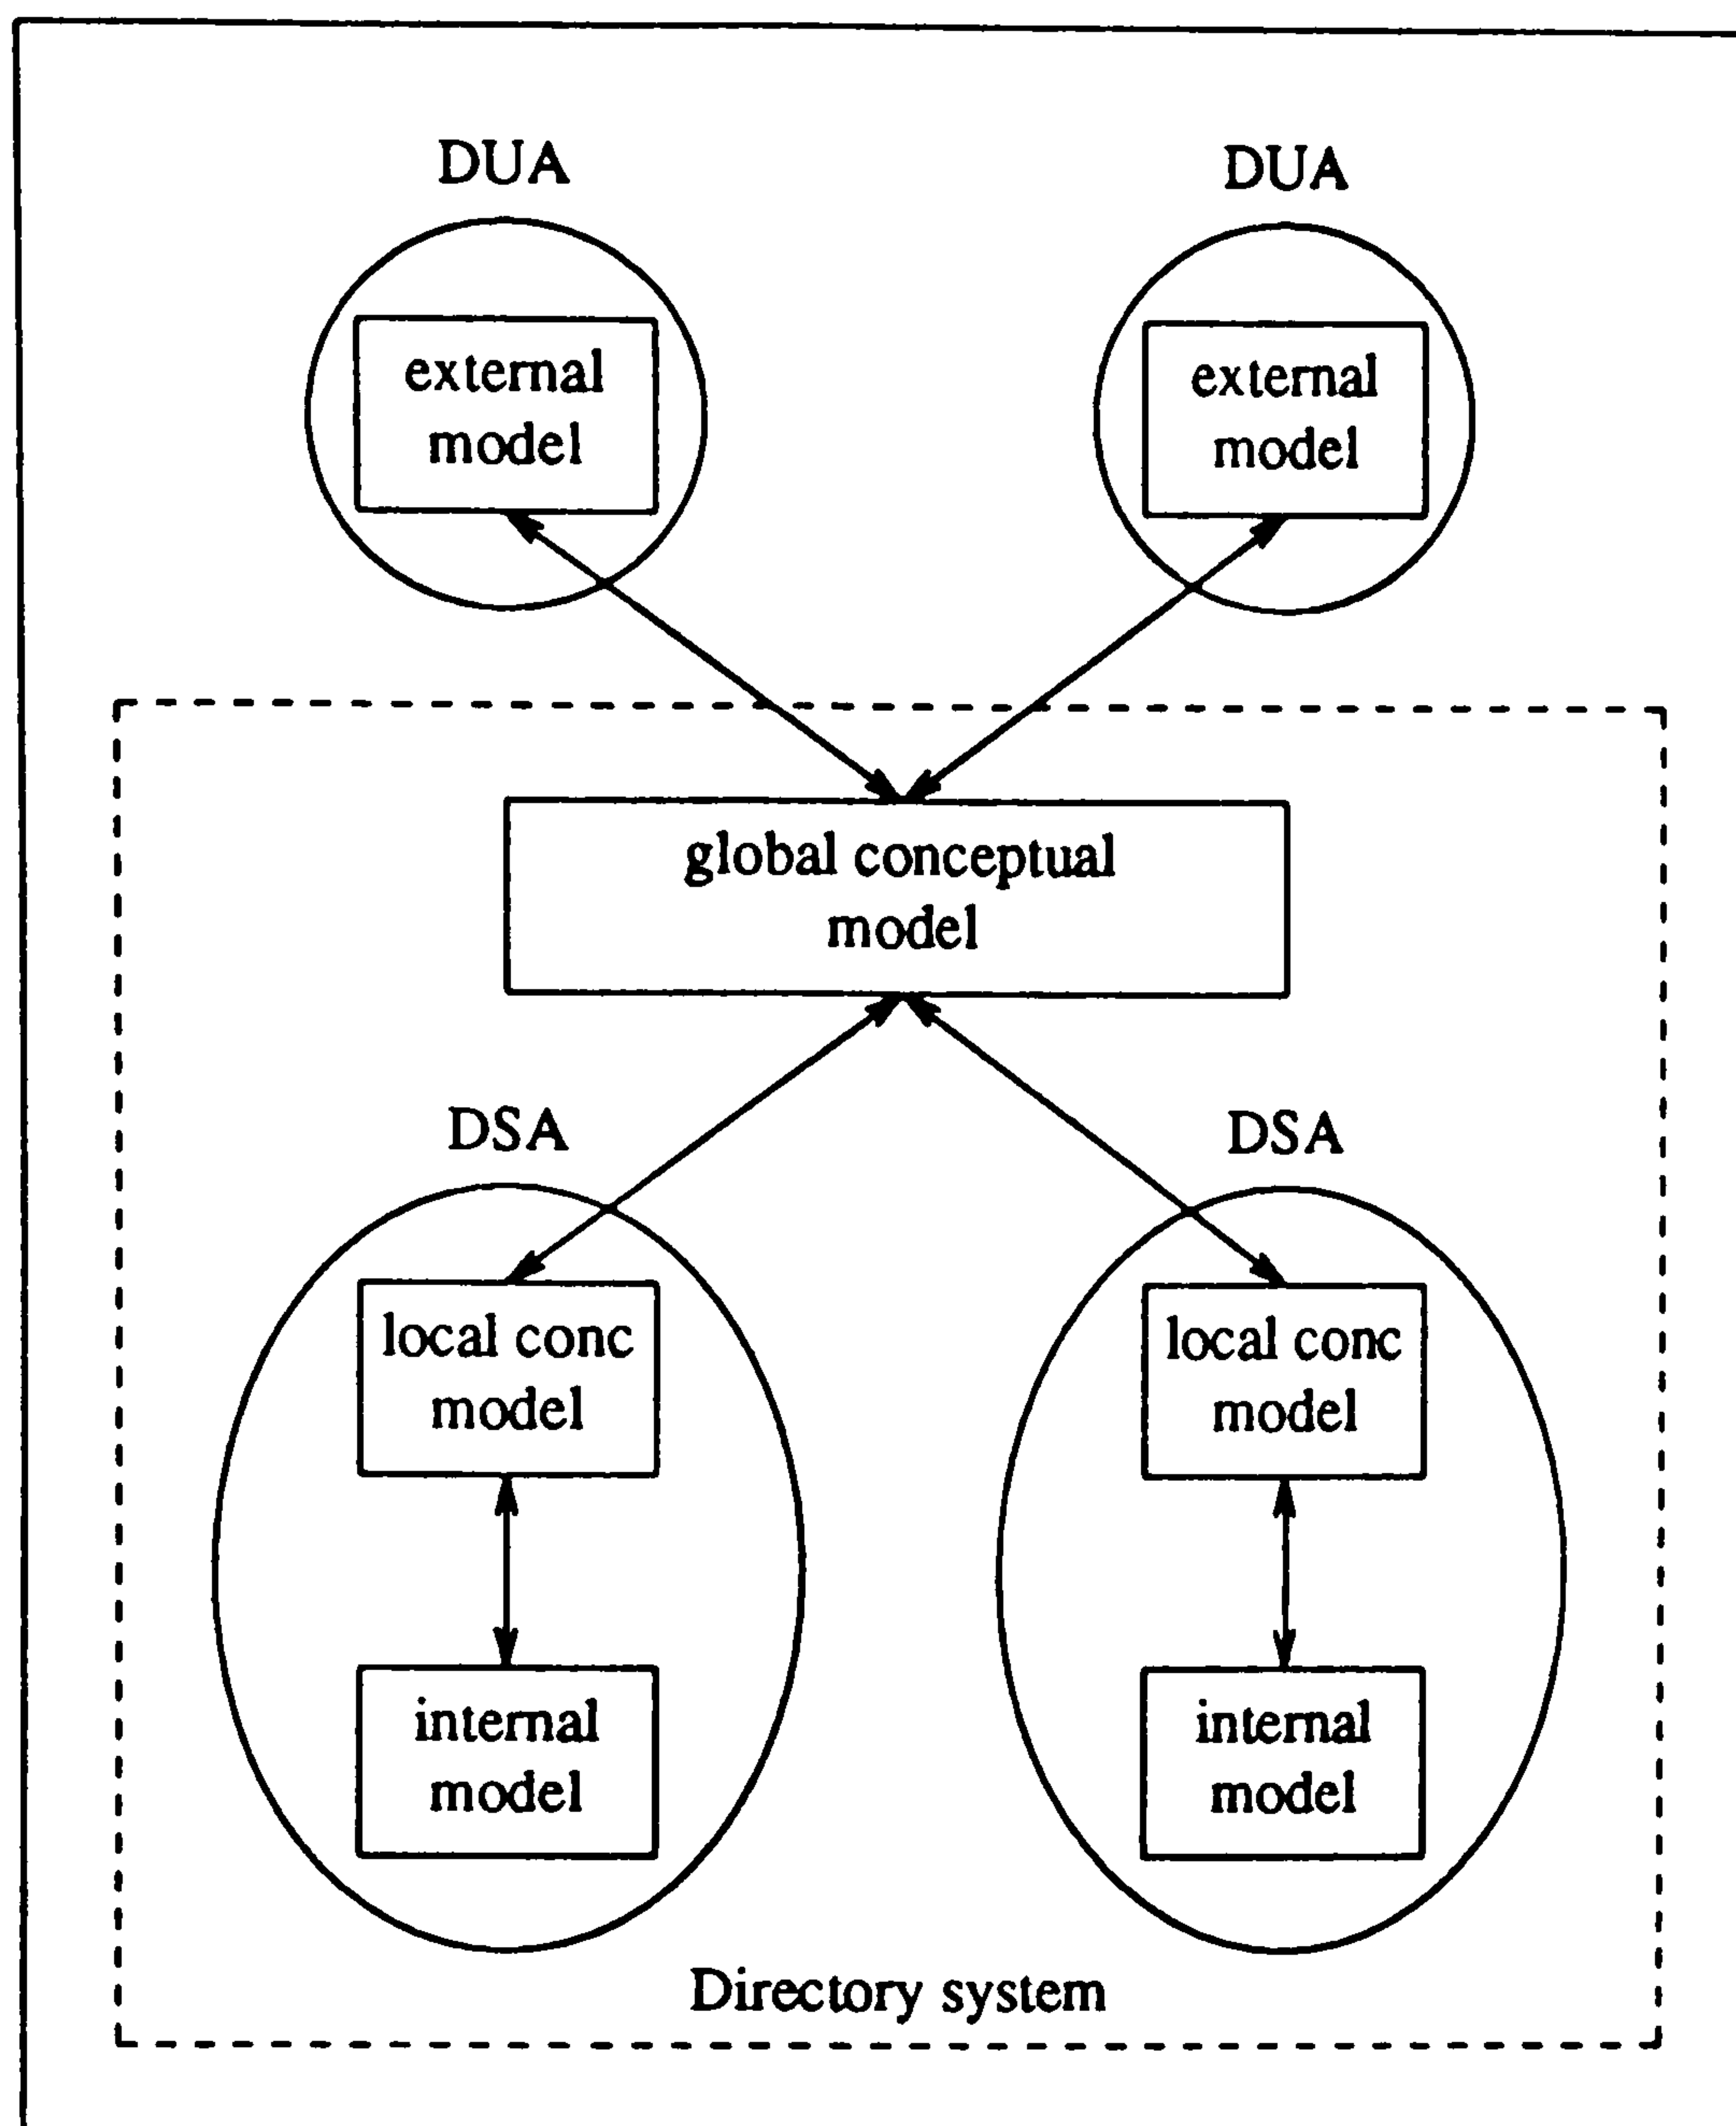 DUA
DUA
external
model
external
model
global conceptual
model
DSA
DSA
local conc
model
local conc
model
internal
model
internal
model
Directory system